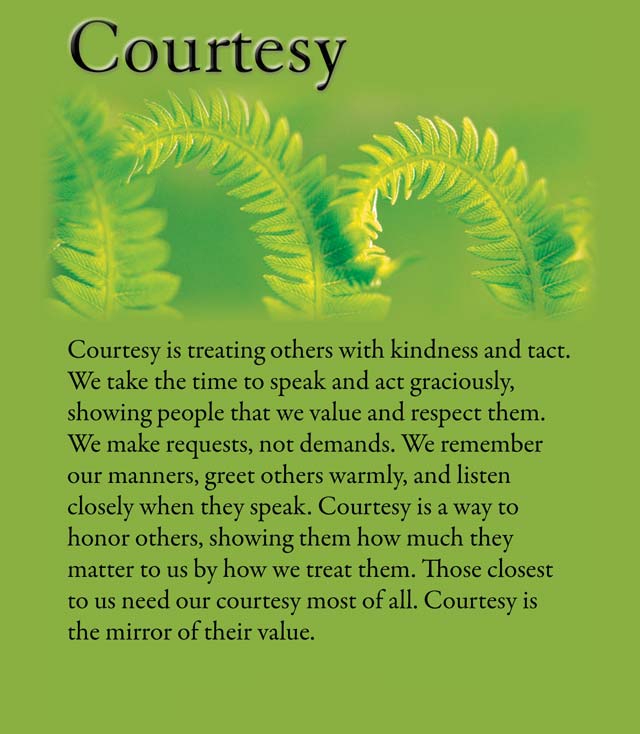 Courtesy
Courtesy is treating others with kindness and tact.
We take the time to speak and act graciously,
showing people that we value and respect them.
We make requests, not demands. We remember
our manners, greet others warmly, and listen
closely when they speak. Courtesy is a way to
honor others, showing them how much they
matter to us by how we treat them. Those closest
to us need our courtesy most of all. Courtesy is
the mirror of their value.